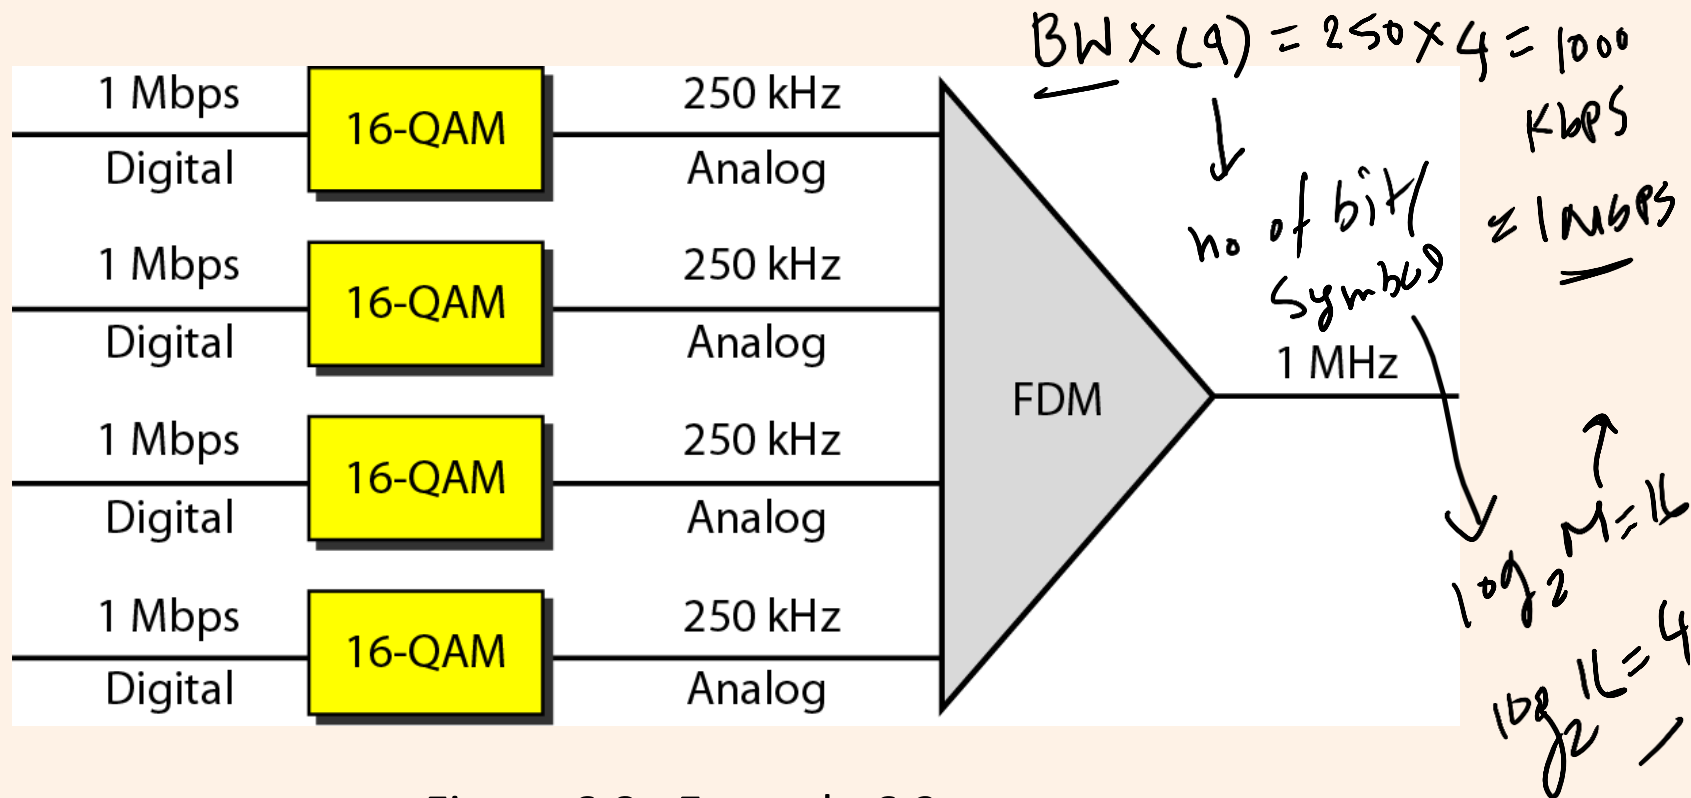 BW × (4) = 250 × 4 = 1000
Kbps
= 1 Mbps
no of bit/
symbol
log₂ M = 16
log₂ 16 = 4
1 Mbps
Digital
16-QAM
250 kHz
Analog
1 Mbps
Digital
16-QAM
250 kHz
Analog
1 Mbps
Digital
16-QAM
250 kHz
Analog
1 Mbps
Digital
16-QAM
250 kHz
Analog
FDM
1 MHz